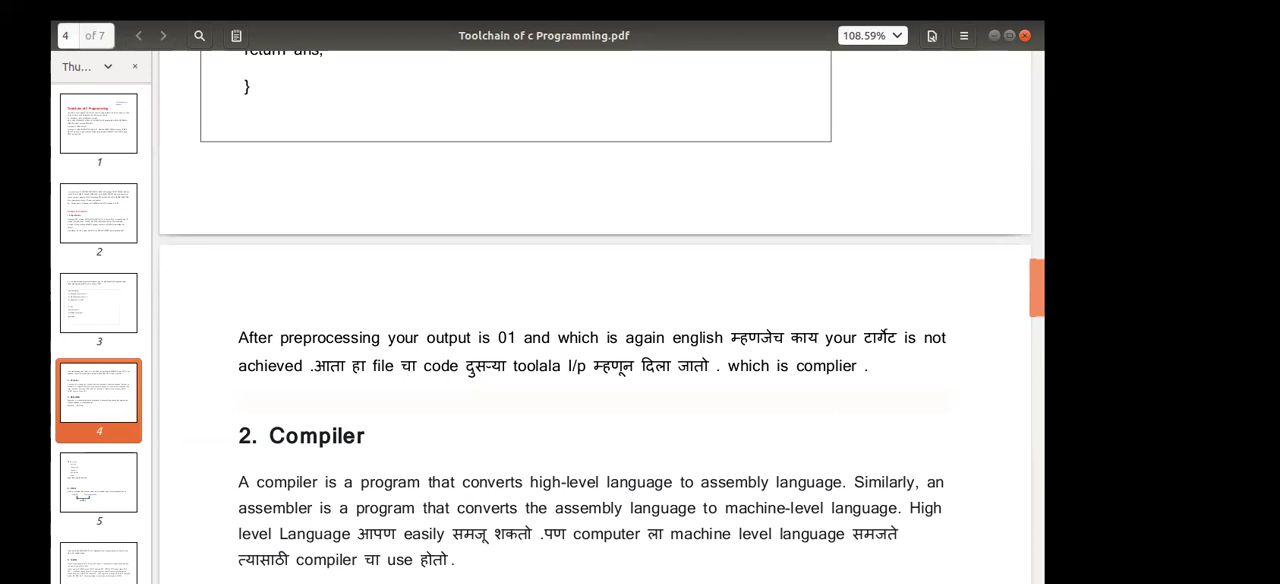 4 of 7
Toolchain of c Programming.pdf
108.59%
Thu...
return ans;
}
1
2
3
4
5
After preprocessing your output is 01 and which is again english म्हणजेच काय your टार्गेट is not
achieved .आता हा file चा code दुसऱ्या toolala I/p म्हणून दिला जातो . which is complier .
2. Compiler
A compiler is a program that converts high-level language to assembly language. Similarly, an
assembler is a program that converts the assembly language to machine-level language. High
level Language आपण easily समजू शकतो .पण computer ला machine level language समजते
त्यासाठी compiler चा use होतो .